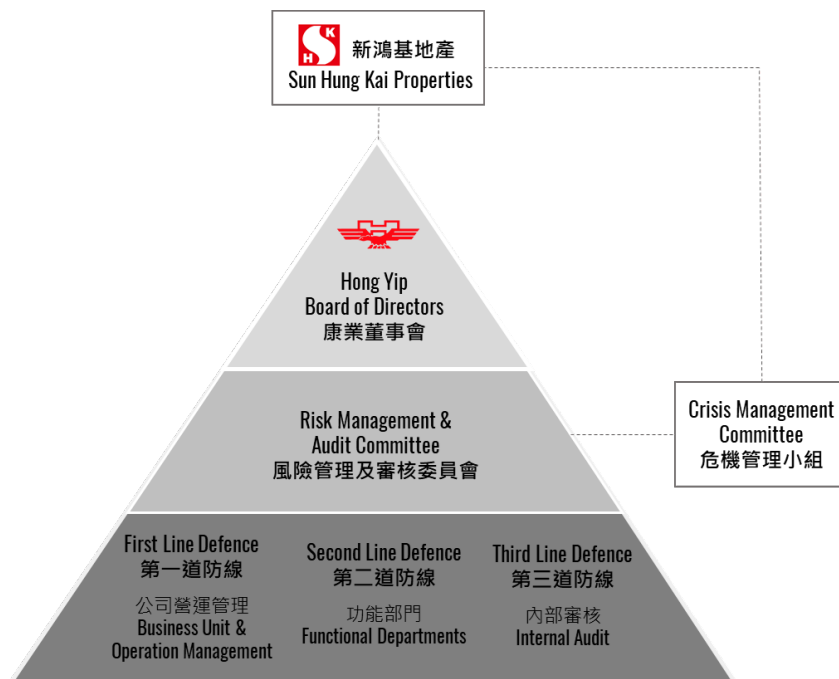 S K H
新鴻基地產
Sun Hung Kai Properties
Hong Yip
Board of Directors
康業董事會
Risk Management &
Audit Committee
風險管理及審核委員會
Crisis Management
Committee
危機管理小組
First Line Defence
第一道防線
公司營運管理
Business Unit &
Operation Management
Second Line Defence
第二道防線
功能部門
Functional Departments
Third Line Defence
第三道防線
內部審核
Internal Audit